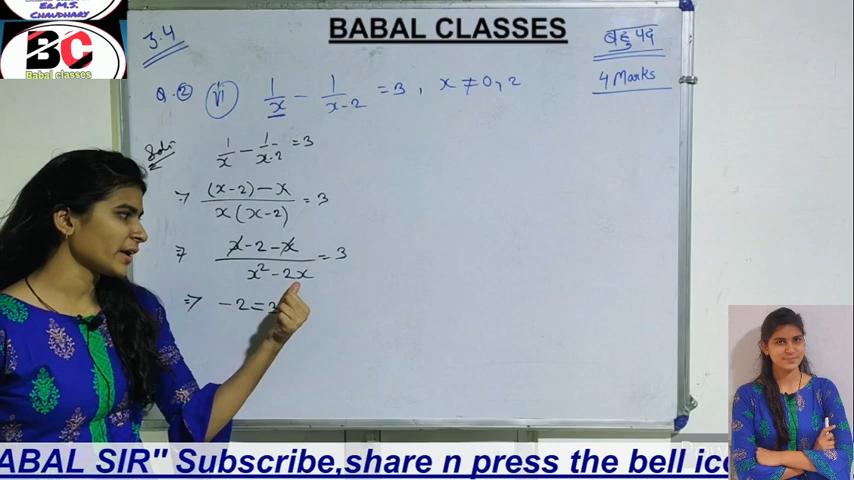 ER.M.S.
CHAUDHARY
BC
Babal classes
BABAL CLASSES
3.4
बहु पद
4 Marks
Q.② (vi) 1/x - 1/(x-2) = 3, x ≠ 0, 2
Soln 1/x - 1/(x-2) = 3
⇒ ((x-2) - x)/(x(x-2)) = 3
⇒ (x-2-x)/(x²-2x) = 3
⇒ -2 = 3
ABAL SIR" Subscribe,share n press the bell ico